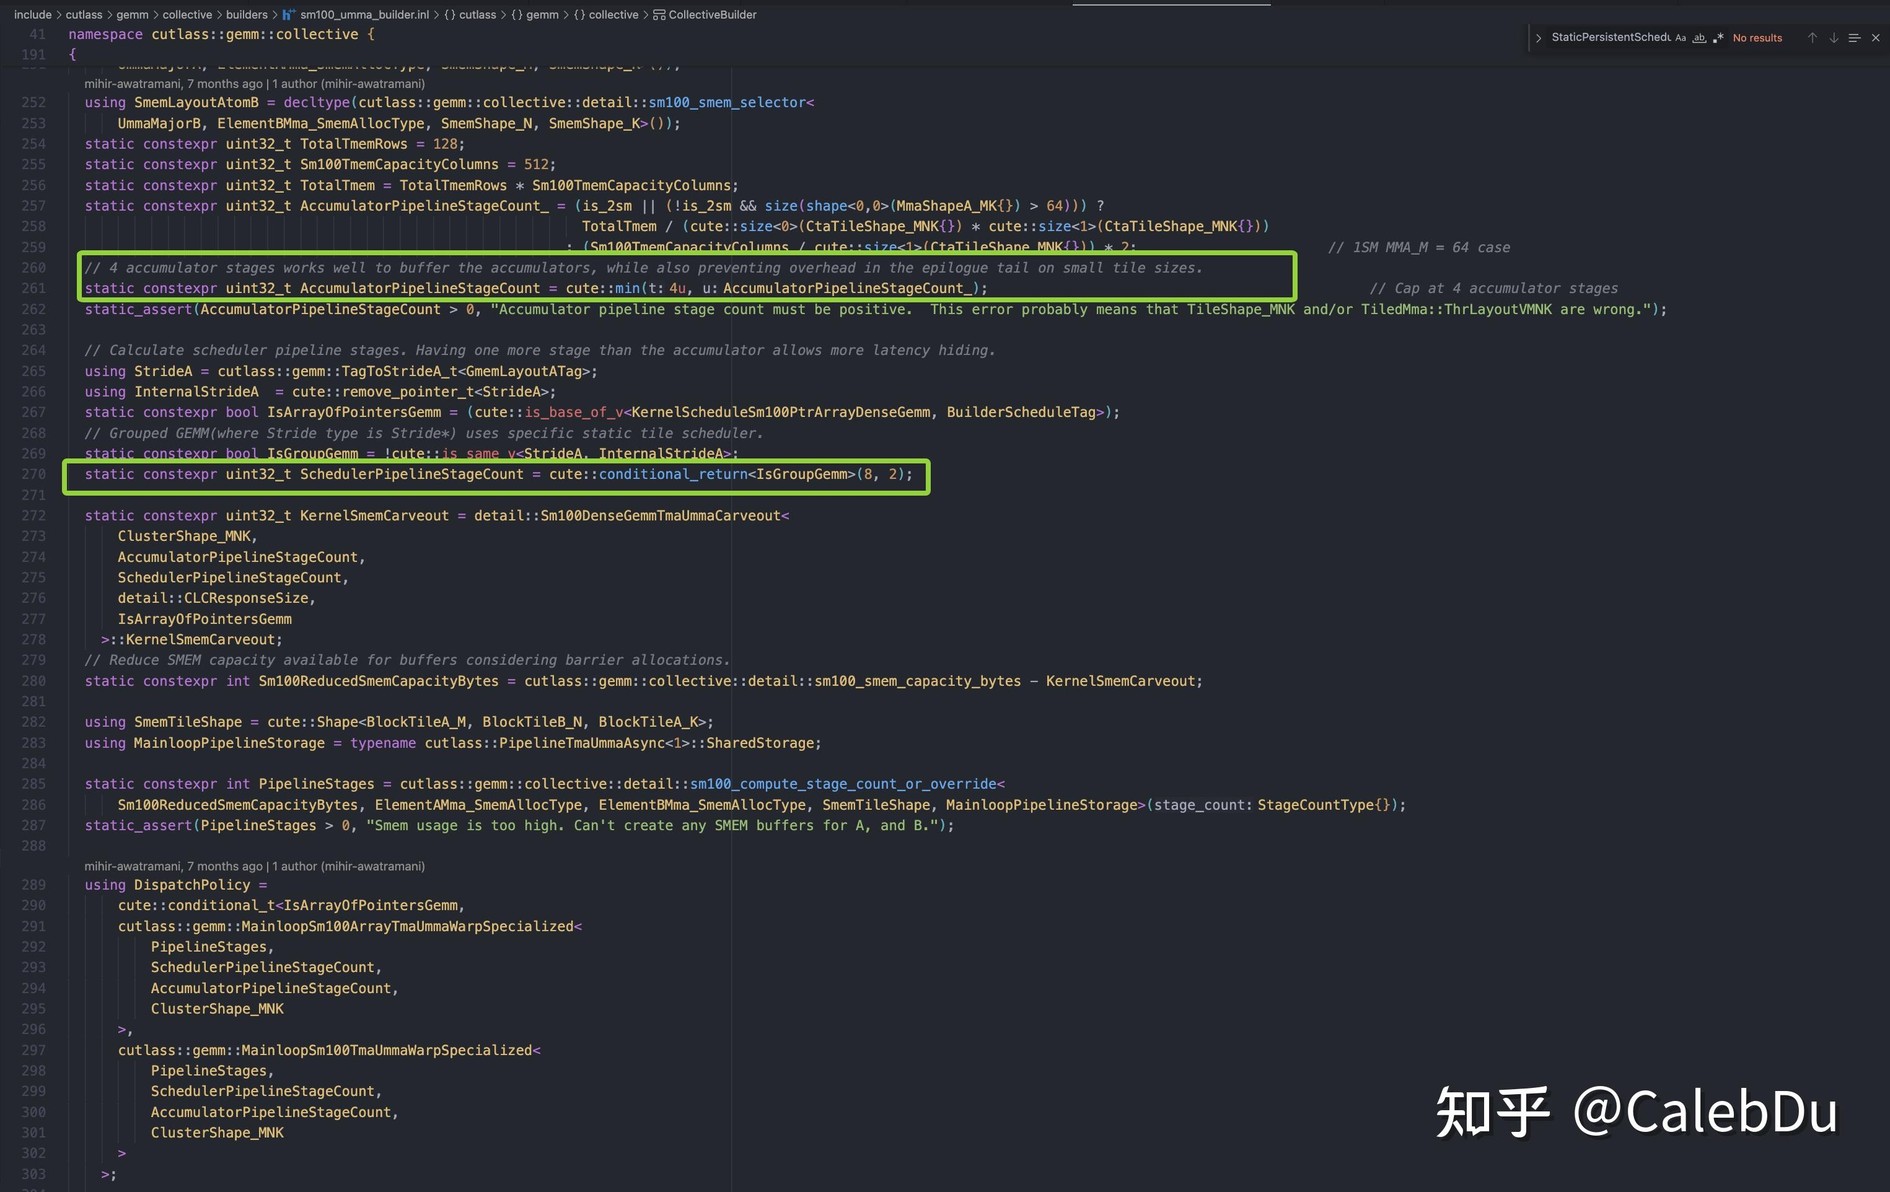 include > cutlass > gemm > collective > builders > h⁺ sm100_umma_builder.inl > {} cutlass > {} gemm > {} collective > CollectiveBuilder
41 namespace cutlass::gemm::collective {
StaticPersistentSchedu Aa ab .* No results
191 {
UmmaMajorA, ElementAMma_SmemAllocType, SmemShape_M, SmemShape_K>());
mihir-awatramani, 7 months ago | 1 author (mihir-awatramani)
252 using SmemLayoutAtomB = decltype(cutlass::gemm::collective::detail::sm100_smem_selector<
253 UmmaMajorB, ElementBMma_SmemAllocType, SmemShape_N, SmemShape_K>());
254 static constexpr uint32_t TotalTmemRows = 128;
255 static constexpr uint32_t Sm100TmemCapacityColumns = 512;
256 static constexpr uint32_t TotalTmem = TotalTmemRows * Sm100TmemCapacityColumns;
257 static constexpr uint32_t AccumulatorPipelineStageCount_ = (is_2sm || (!is_2sm && size(shape<0,0>(MmaShapeA_MK{}) > 64))) ?
258 TotalTmem / (cute::size<0>(CtaTileShape_MNK{}) * cute::size<1>(CtaTileShape_MNK{}))
259 : (Sm100TmemCapacityColumns / cute::size<1>(CtaTileShape_MNK{})) * 2; // 1SM MMA_M = 64 case
260 // 4 accumulator stages works well to buffer the accumulators, while also preventing overhead in the epilogue tail on small tile sizes.
261 static constexpr uint32_t AccumulatorPipelineStageCount = cute::min(t: 4u, u: AccumulatorPipelineStageCount_); // Cap at 4 accumulator stages
262 static_assert(AccumulatorPipelineStageCount > 0, "Accumulator pipeline stage count must be positive.  This error probably means that TileShape_MNK and/or TiledMma::ThrLayoutVMNK are wrong.");
263
264 // Calculate scheduler pipeline stages. Having one more stage than the accumulator allows more latency hiding.
265 using StrideA = cutlass::gemm::TagToStrideA_t<GmemLayoutATag>;
266 using InternalStrideA  = cute::remove_pointer_t<StrideA>;
267 static constexpr bool IsArrayOfPointersGemm = (cute::is_base_of_v<KernelScheduleSm100PtrArrayDenseGemm, BuilderScheduleTag>);
268 // Grouped GEMM(where Stride type is Stride*) uses specific static tile scheduler.
269 static constexpr bool IsGroupGemm = !cute::is_same_v<StrideA, InternalStrideA>;
270 static constexpr uint32_t SchedulerPipelineStageCount = cute::conditional_return<IsGroupGemm>(8, 2);
271
272 static constexpr uint32_t KernelSmemCarveout = detail::Sm100DenseGemmTmaUmmaCarveout<
273 ClusterShape_MNK,
274 AccumulatorPipelineStageCount,
275 SchedulerPipelineStageCount,
276 detail::CLCResponseSize,
277 IsArrayOfPointersGemm
278 >::KernelSmemCarveout;
279 // Reduce SMEM capacity available for buffers considering barrier allocations.
280 static constexpr int Sm100ReducedSmemCapacityBytes = cutlass::gemm::collective::detail::sm100_smem_capacity_bytes - KernelSmemCarveout;
281
282 using SmemTileShape = cute::Shape<BlockTileA_M, BlockTileB_N, BlockTileA_K>;
283 using MainloopPipelineStorage = typename cutlass::PipelineTmaUmmaAsync<1>::SharedStorage;
284
285 static constexpr int PipelineStages = cutlass::gemm::collective::detail::sm100_compute_stage_count_or_override<
286 Sm100ReducedSmemCapacityBytes, ElementAMma_SmemAllocType, ElementBMma_SmemAllocType, SmemTileShape, MainloopPipelineStorage>(stage_count: StageCountType{});
287 static_assert(PipelineStages > 0, "Smem usage is too high. Can't create any SMEM buffers for A, and B.");
288
mihir-awatramani, 7 months ago | 1 author (mihir-awatramani)
289 using DispatchPolicy =
290 cute::conditional_t<IsArrayOfPointersGemm,
291 cutlass::gemm::MainloopSm100ArrayTmaUmmaWarpSpecialized<
292 PipelineStages,
293 SchedulerPipelineStageCount,
294 AccumulatorPipelineStageCount,
295 ClusterShape_MNK
296 >,
297 cutlass::gemm::MainloopSm100TmaUmmaWarpSpecialized<
298 PipelineStages,
299 SchedulerPipelineStageCount,
300 AccumulatorPipelineStageCount,
301 ClusterShape_MNK
302 >
303 >;
知乎 @CalebDu